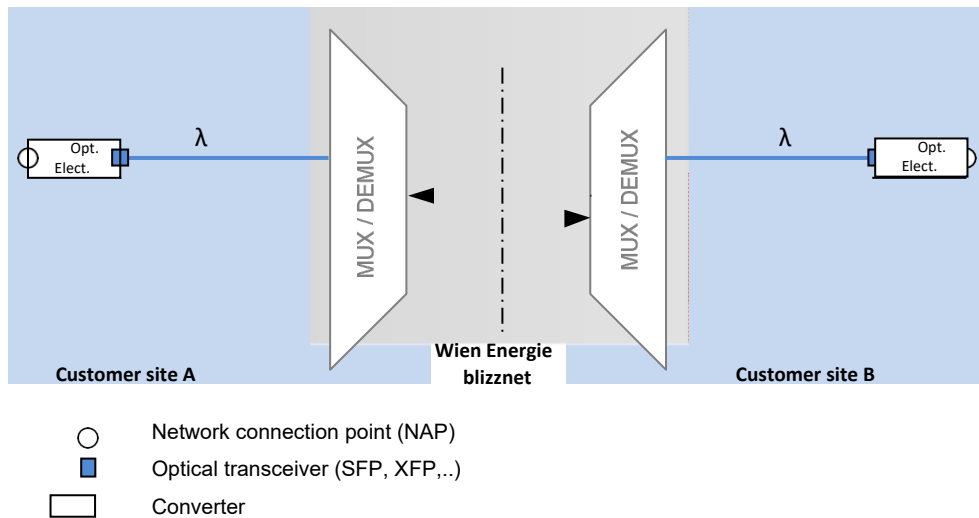 λ
λ
Opt.
Elect.
Opt.
Elect.
MUX / DEMUX
MUX / DEMUX
Wien Energie
blizznet
Customer site A
Customer site B
Network connection point (NAP)
Optical transceiver (SFP, XFP,..)
Converter